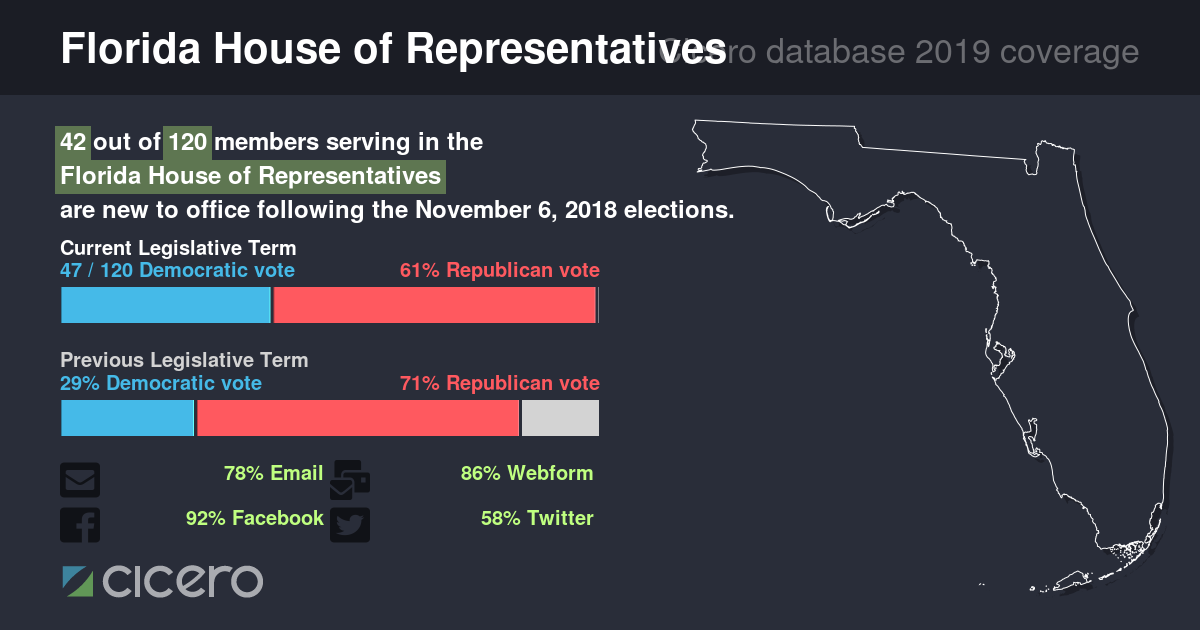 Florida House of Representatives
Cicero database 2019 coverage
42 out of 120 members serving in the
Florida House of Representatives
are new to office following the November 6, 2018 elections.
Current Legislative Term
47 / 120 Democratic vote 61% Republican vote
Previous Legislative Term
29% Democratic vote 71% Republican vote
78% Email 86% Webform
92% Facebook 58% Twitter
cicero